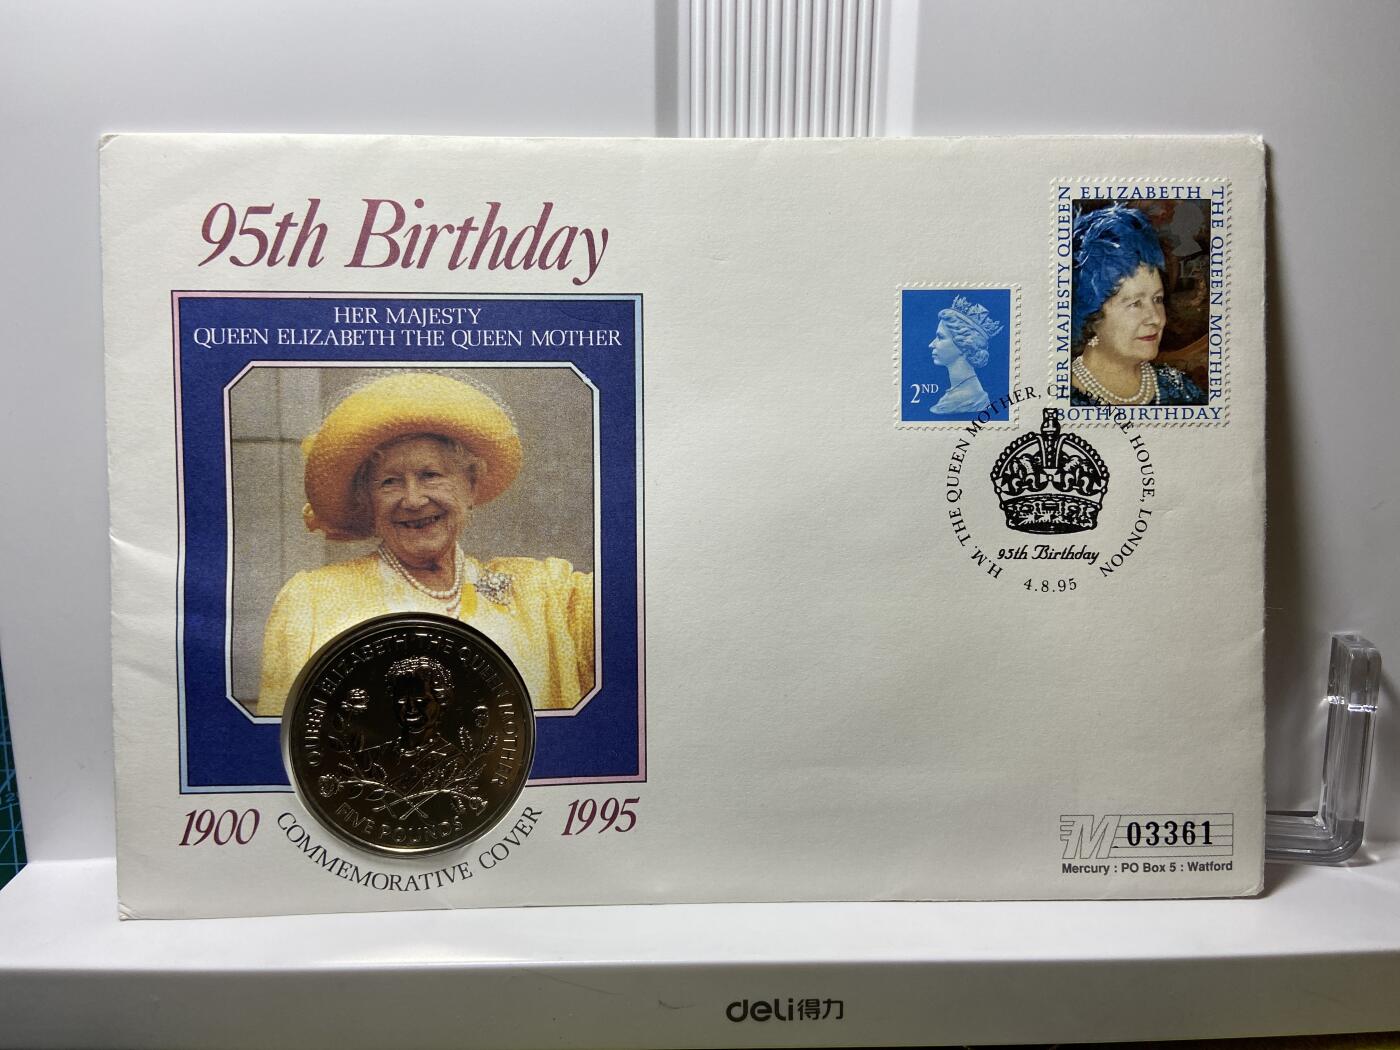 95th Birthday
HER MAJESTY
QUEEN ELIZABETH THE QUEEN MOTHER
QUEEN ELIZABETH THE QUEEN MOTHER
FIVE POUNDS
1900
1995
COMMEMORATIVE COVER
2ND
HER MAJESTY QUEEN ELIZABETH THE QUEEN MOTHER
80TH BIRTHDAY
12P
H.M. THE QUEEN MOTHER, CLARENCE HOUSE, LONDON
95th Birthday
4.8.95
M 03361
Mercury : PO Box 5 : Watford
deli得力